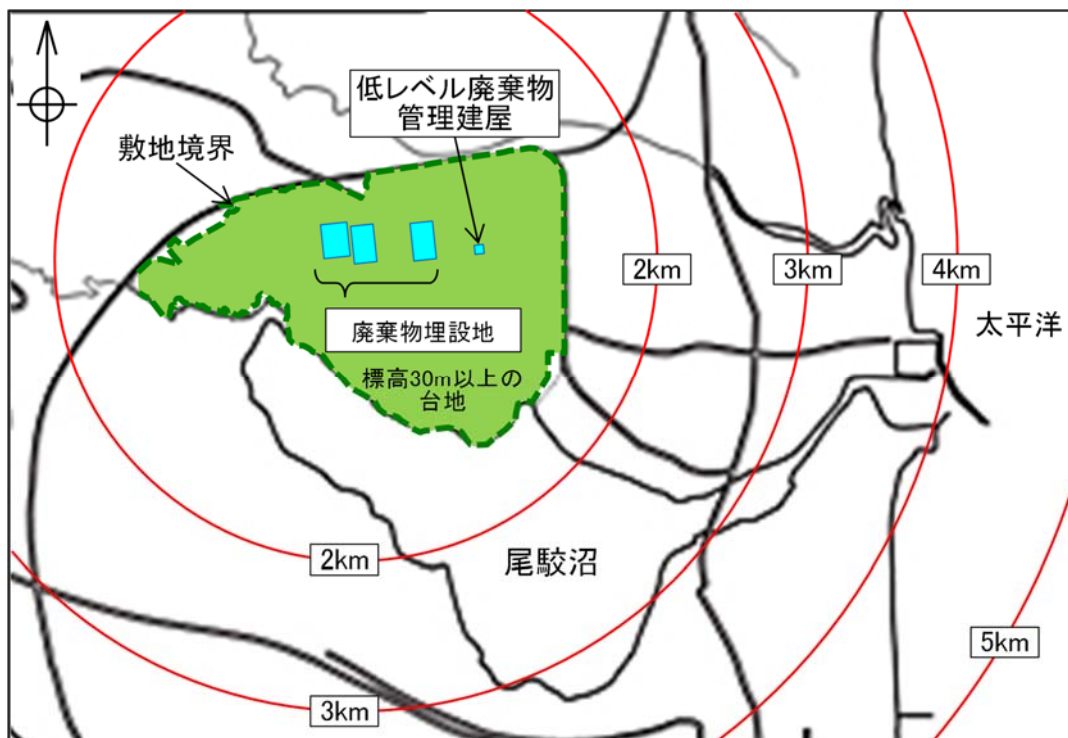 低レベル廃棄物
管理建屋
敷地境界
2km
3km
4km
太平洋
廃棄物埋設地
標高30m以上の
台地
2km
尾駮沼
5km
3km